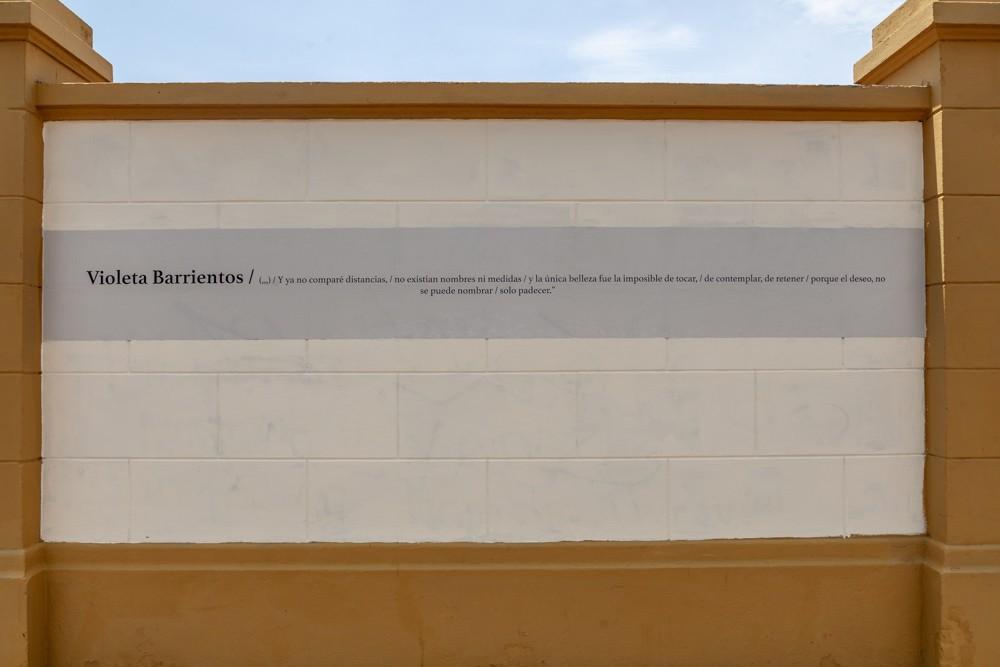 Violeta Barrientos / (...) / Y ya no comparé distancias, / no existian nombres ni medidas / y la única belleza fue la imposible de tocar, / de contemplar, de retener / porque el deseo, no
se puede nombrar / solo padecer."